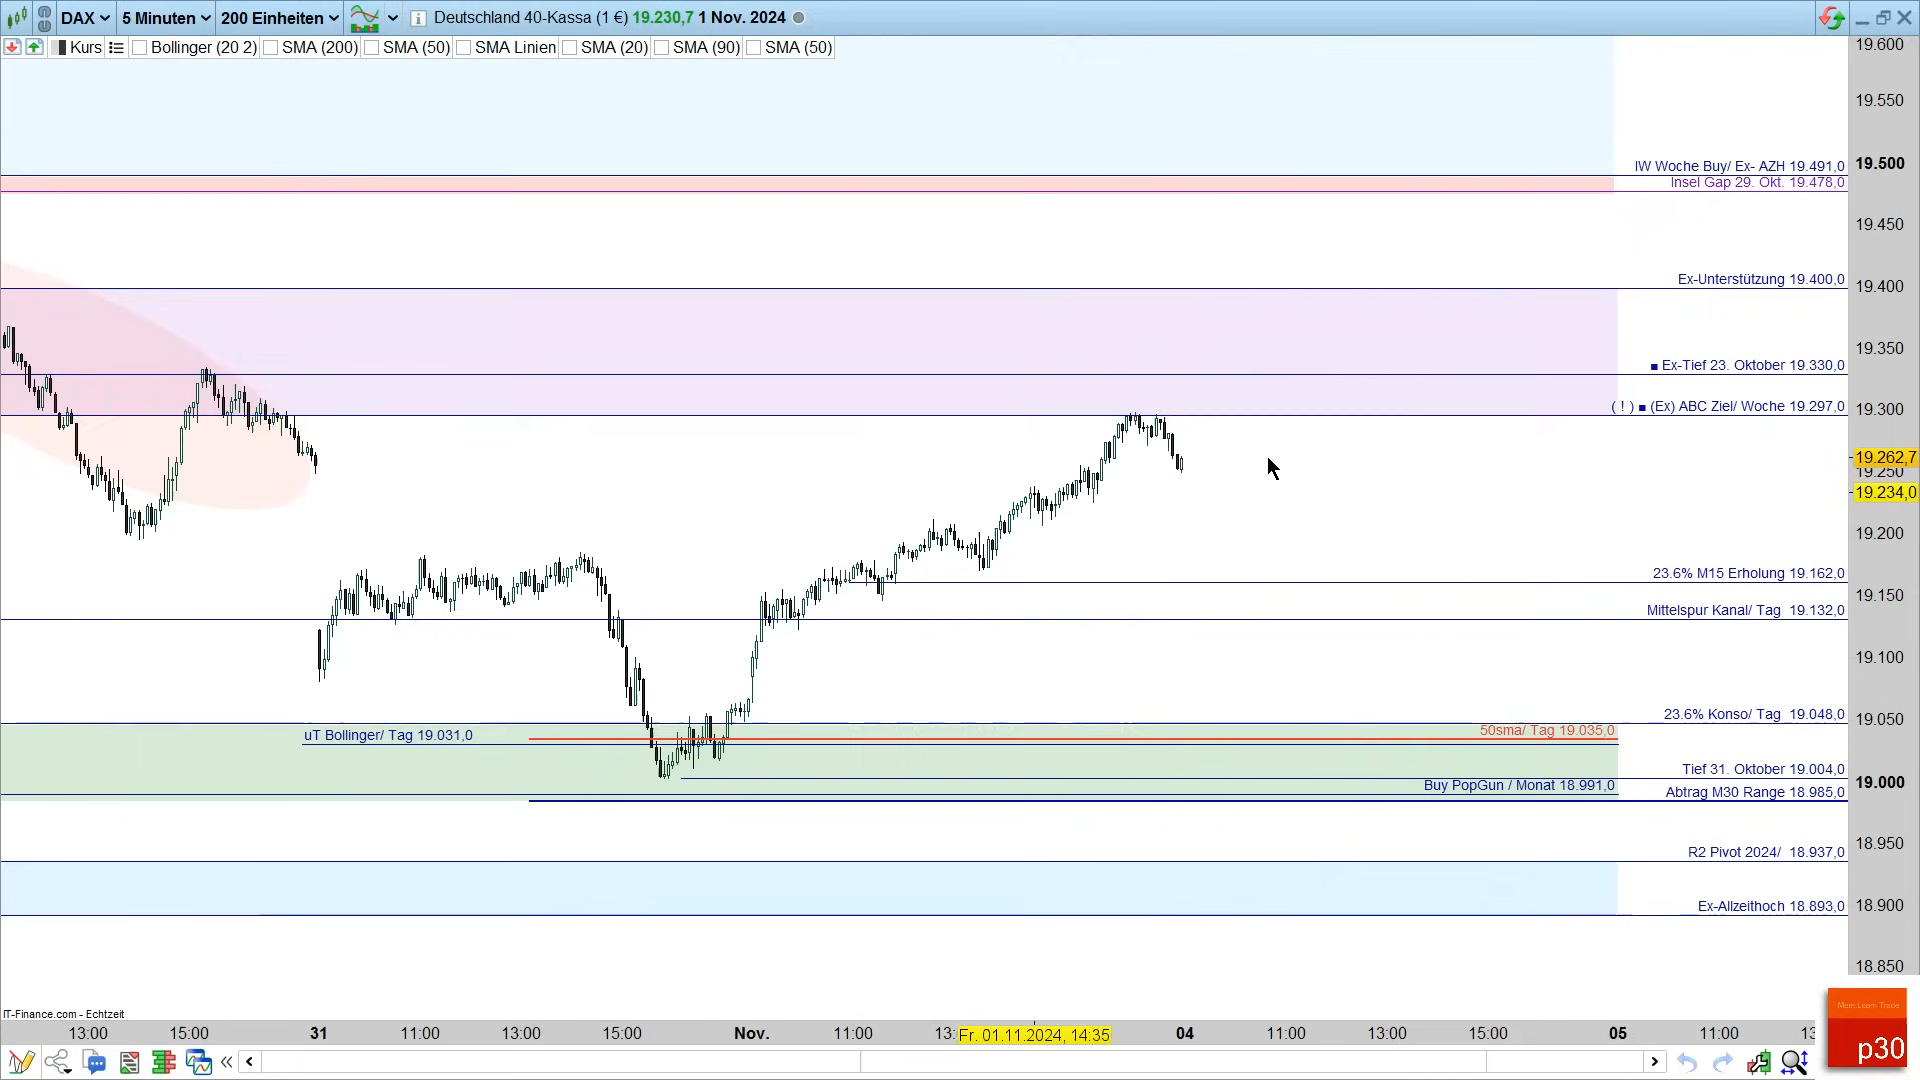 DAX 5 Minuten 200 Einheiten Deutschland 40-Kassa (1 €) 19.230,7 1 Nov. 2024
Kurs Bollinger (20 2) SMA (200) SMA (50) SMA Linien SMA (20) SMA (90) SMA (50)
19.600
19.550
IW Woche Buy/ Ex- AZH 19.491,0
19.500
Insel Gap 29. Okt. 19.478,0
19.450
Ex-Unterstützung 19.400,0
19.400
19.350
■ Ex-Tief 23. Oktober 19.330,0
( ! ) ■ (Ex) ABC Ziel/ Woche 19.297,0
19.300
19.262,7
19.250
19.234,0
19.200
23.6% M15 Erholung 19.162,0
19.150
Mittelspur Kanal/ Tag 19.132,0
19.100
23.6% Konso/ Tag 19.048,0
19.050
uT Bollinger/ Tag 19.031,0
50sma/ Tag 19.035,0
Tief 31. Oktober 19.004,0
19.000
Buy PopGun / Monat 18.991,0
Abtrag M30 Range 18.985,0
18.950
R2 Pivot 2024/ 18.937,0
Ex-Allzeithoch 18.893,0
18.900
18.850
IT-Finance.com - Echtzeit
Mein Learn Trade
p30
13:00 15:00 31 11:00 13:00 15:00 Nov. 11:00 13: Fr. 01.11.2024, 14:35 04 11:00 13:00 15:00 05 11:00 13